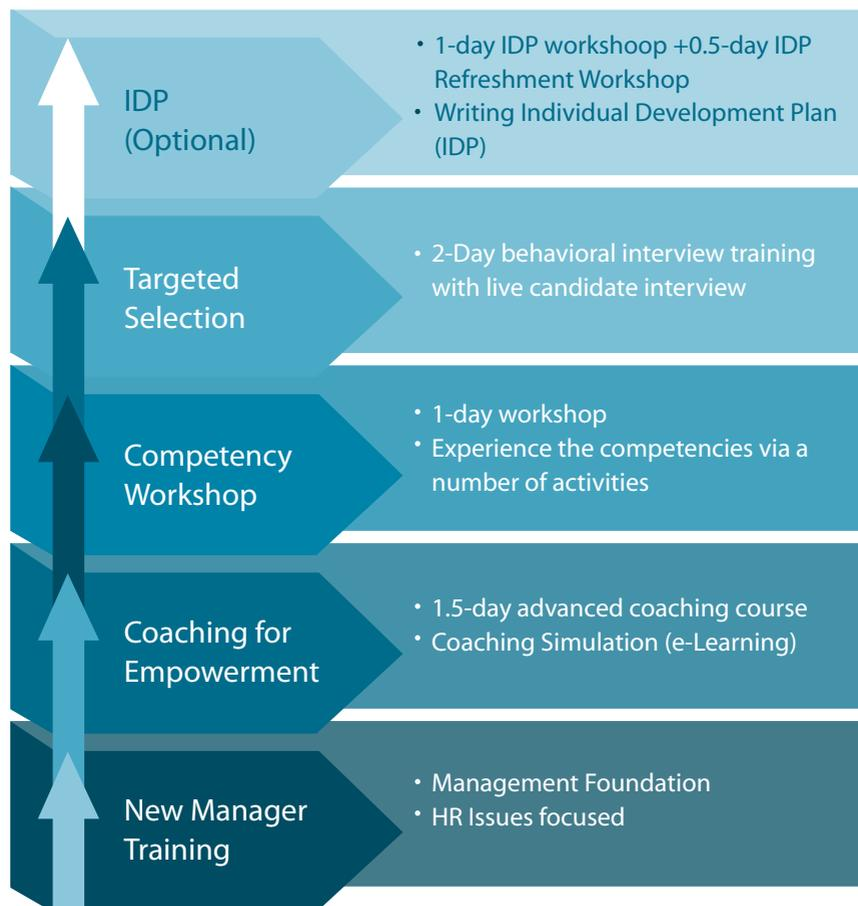 IDP
(Optional)
• 1-day IDP workshoop +0.5-day IDP
Refreshment Workshop
• Writing Individual Development Plan
(IDP)
Targeted
Selection
• 2-Day behavioral interview training
with live candidate interview
Competency
Workshop
• 1-day workshop
• Experience the competencies via a
number of activities
Coaching for
Empowerment
• 1.5-day advanced coaching course
• Coaching Simulation (e-Learning)
New Manager
Training
• Management Foundation
• HR Issues focused